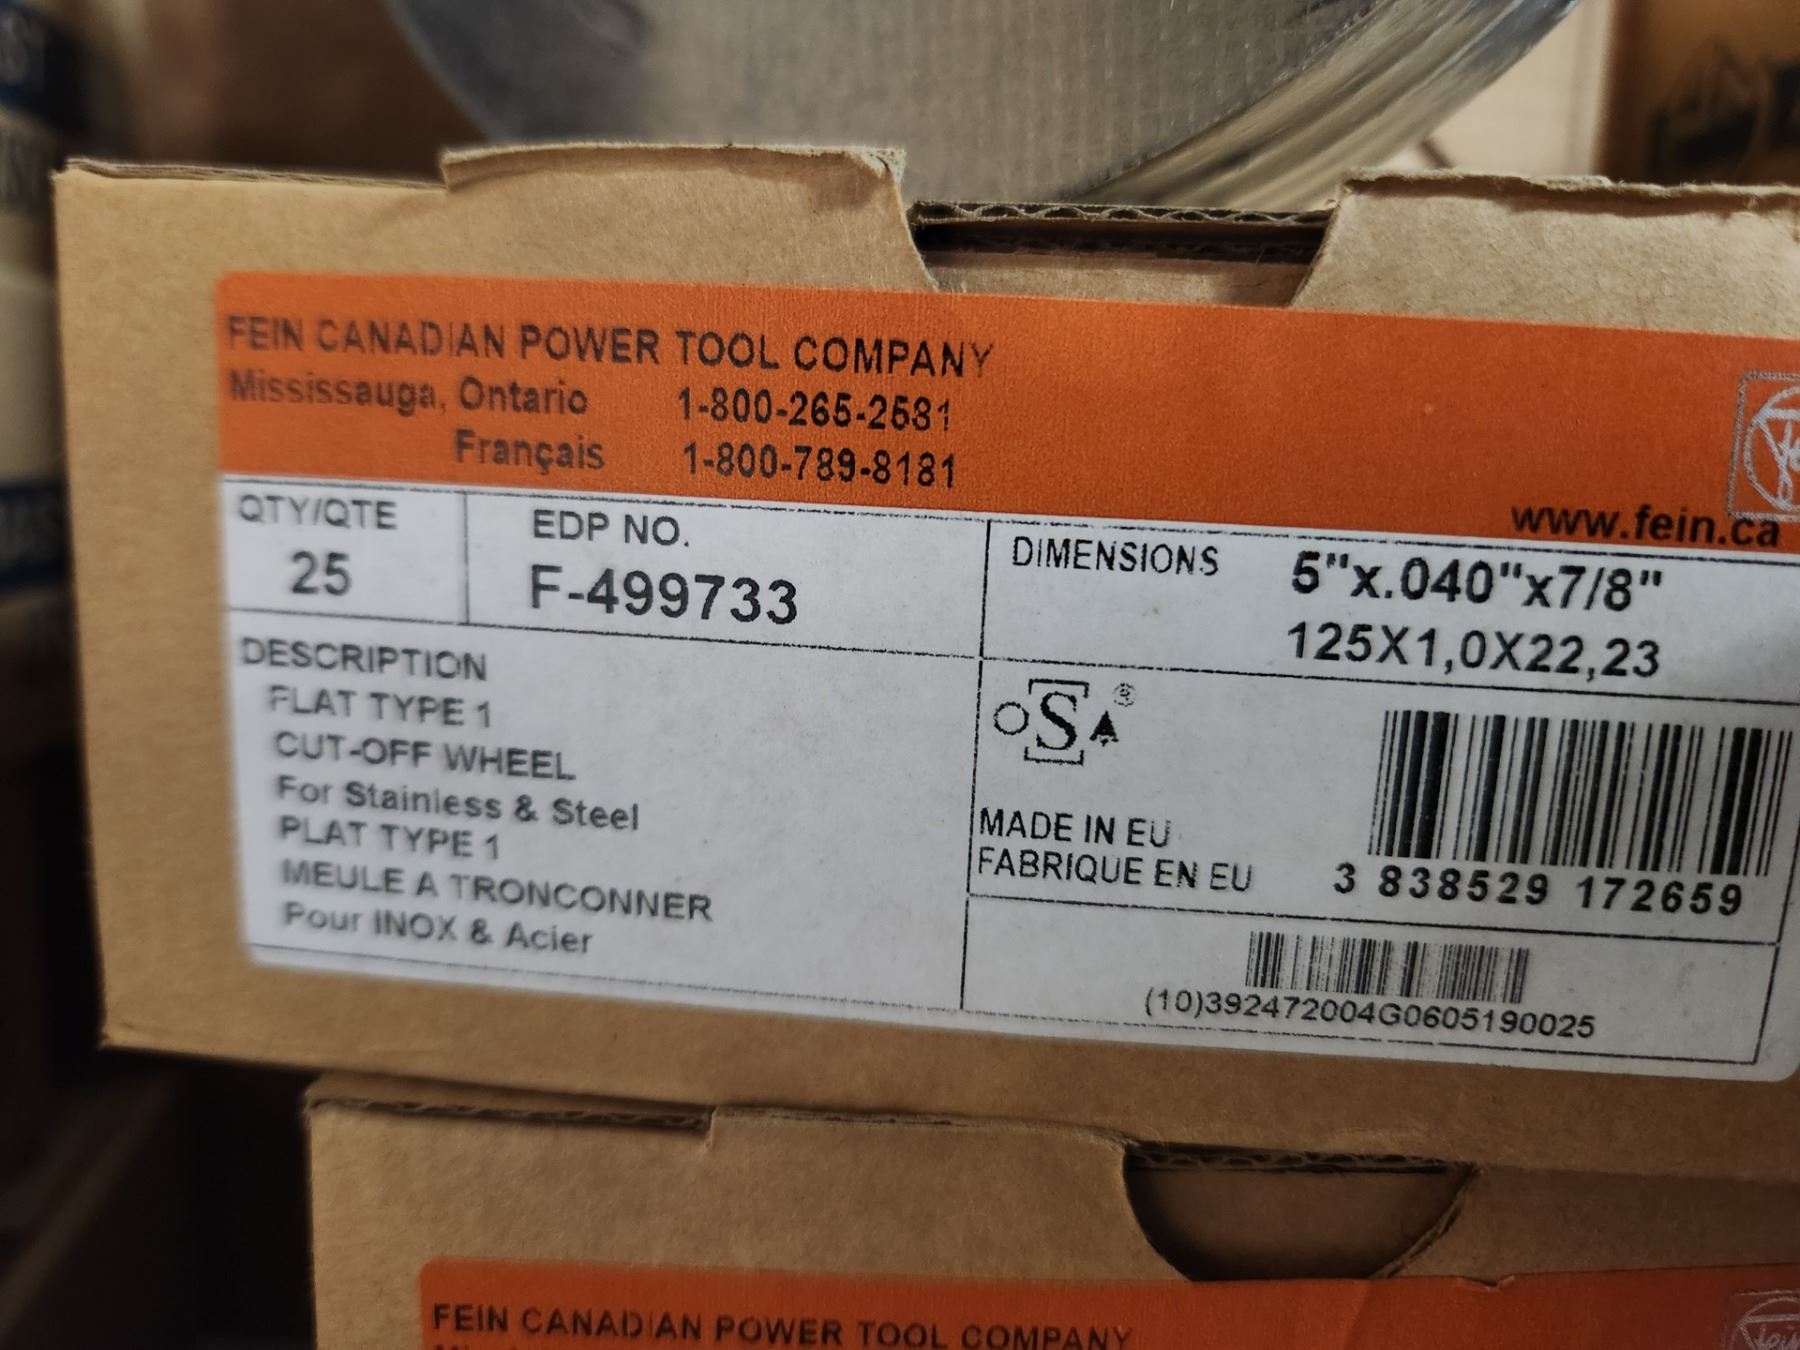 FEIN CANADIAN POWER TOOL COMPANY
Mississauga, Ontario 1-800-265-2581
Français 1-800-789-8181
www.fein.ca
QTY/QTE
25
EDP NO.
F-499733
DIMENSIONS 5"x.040"x7/8"
125X1,0X22,23
DESCRIPTION
FLAT TYPE 1
CUT-OFF WHEEL
For Stainless & Steel
PLAT TYPE 1
MEULE A TRONCONNER
Pour INOX & Acier
oSa®
MADE IN EU
FABRIQUE EN EU
3 838529 172659
(10)392472004G0605190025
FEIN CANADIAN POWER TOOL COMPANY